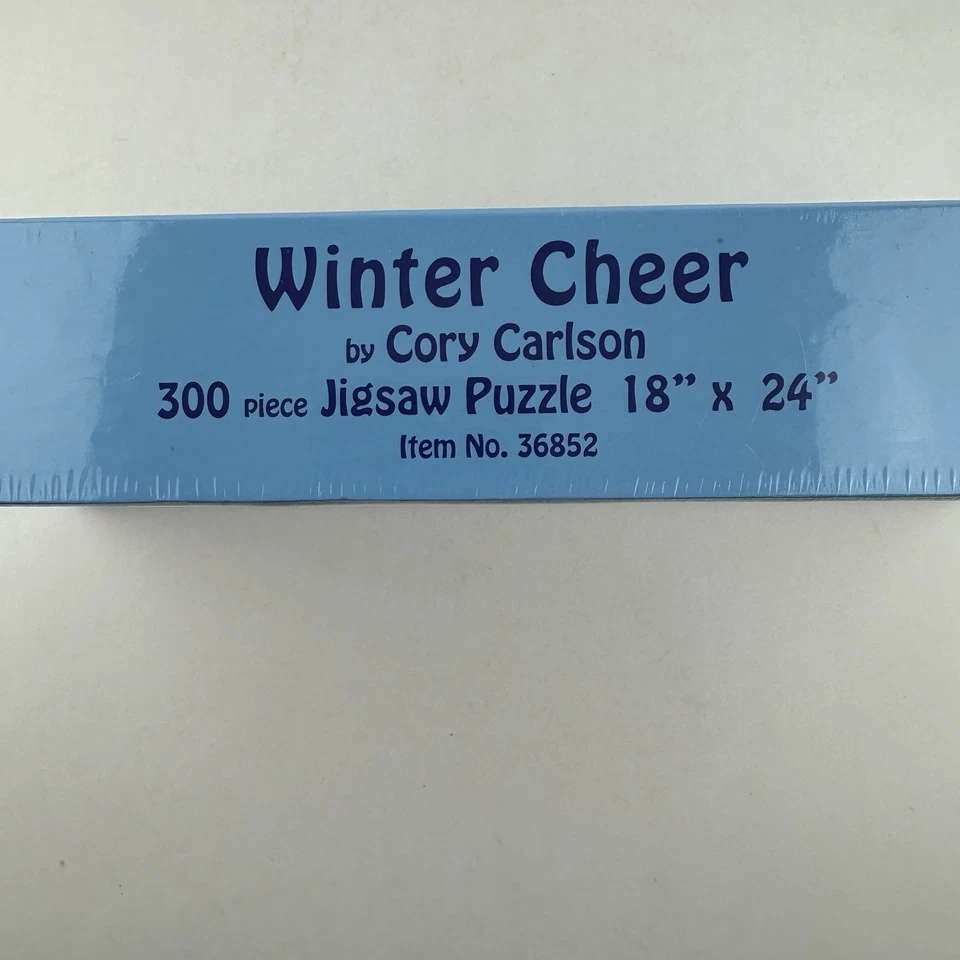 Winter Cheer
by Cory Carlson
300 piece Jigsaw Puzzle 18” x 24”
Item No. 36852